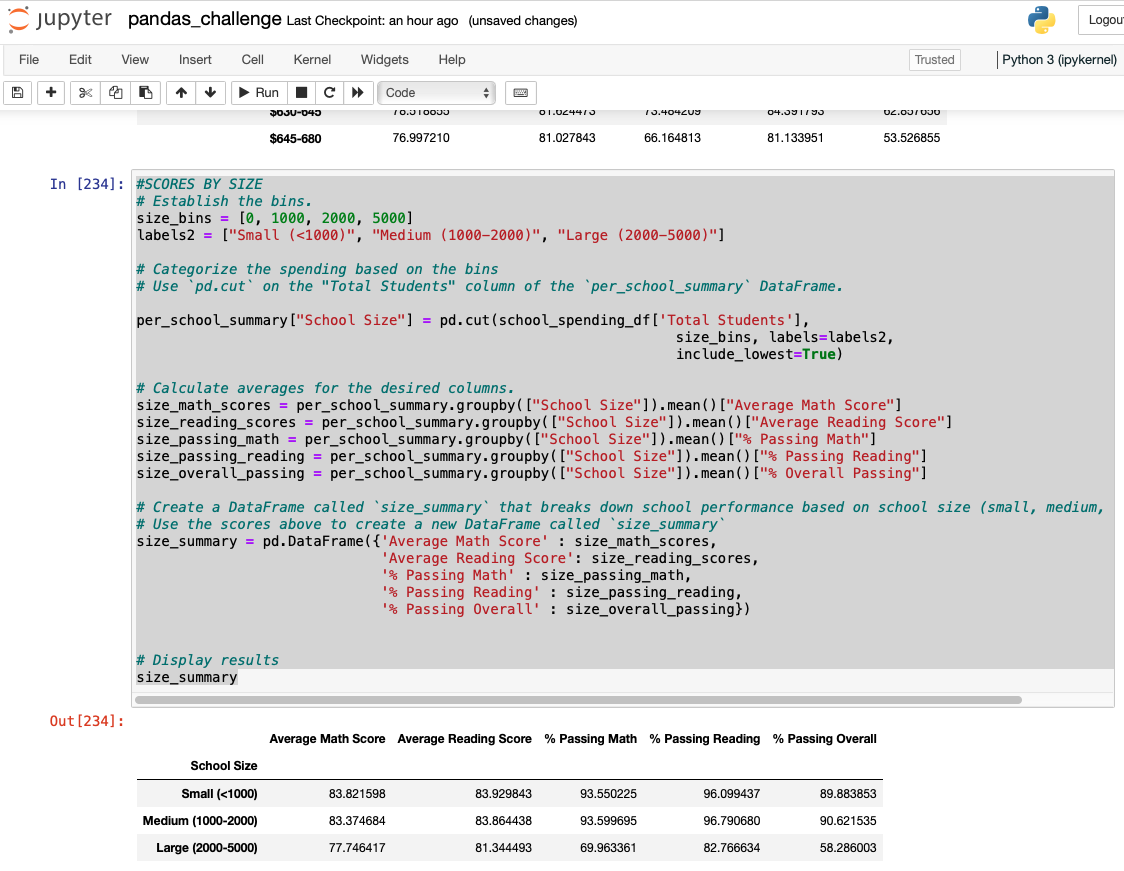 jupyter pandas_challenge Last Checkpoint: an hour ago (unsaved changes)
Logou
File Edit View Insert Cell Kernel Widgets Help Trusted Python 3 (ipykernel)
Run Code
$630-645 78.518855 81.624473 73.484209 84.391793 62.857656
$645-680 76.997210 81.027843 66.164813 81.133951 53.526855
In [234]:
#SCORES BY SIZE
# Establish the bins.
size_bins = [0, 1000, 2000, 5000]
labels2 = ["Small (<1000)", "Medium (1000-2000)", "Large (2000-5000)"]
# Categorize the spending based on the bins
# Use `pd.cut` on the "Total Students" column of the `per_school_summary` DataFrame.
per_school_summary["School Size"] = pd.cut(school_spending_df['Total Students'],
size_bins, labels=labels2,
include_lowest=True)
# Calculate averages for the desired columns.
size_math_scores = per_school_summary.groupby(["School Size"]).mean()["Average Math Score"]
size_reading_scores = per_school_summary.groupby(["School Size"]).mean()["Average Reading Score"]
size_passing_math = per_school_summary.groupby(["School Size"]).mean()["% Passing Math"]
size_passing_reading = per_school_summary.groupby(["School Size"]).mean()["% Passing Reading"]
size_overall_passing = per_school_summary.groupby(["School Size"]).mean()["% Overall Passing"]
# Create a DataFrame called `size_summary` that breaks down school performance based on school size (small, medium,
# Use the scores above to create a new DataFrame called `size_summary`
size_summary = pd.DataFrame({'Average Math Score' : size_math_scores,
'Average Reading Score': size_reading_scores,
'% Passing Math' : size_passing_math,
'% Passing Reading' : size_passing_reading,
'% Passing Overall' : size_overall_passing})
# Display results
size_summary
Out[234]:
Average Math Score Average Reading Score % Passing Math % Passing Reading % Passing Overall
School Size
Small (<1000) 83.821598 83.929843 93.550225 96.099437 89.883853
Medium (1000-2000) 83.374684 83.864438 93.599695 96.790680 90.621535
Large (2000-5000) 77.746417 81.344493 69.963361 82.766634 58.286003